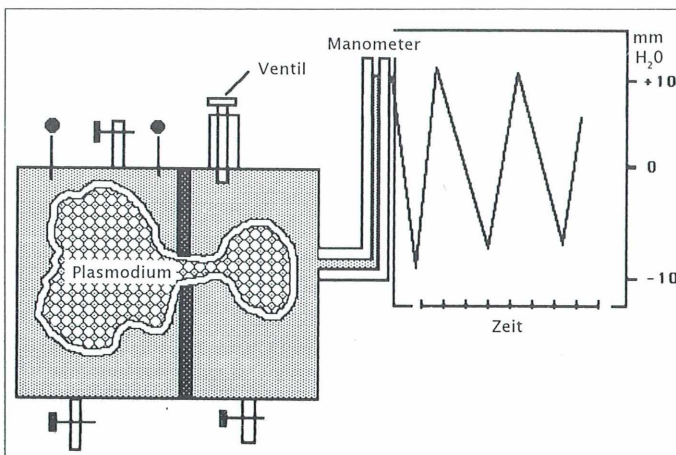 Manometer
mm
H₂O
Ventil
+10
0
Plasmodium
-10
Zeit